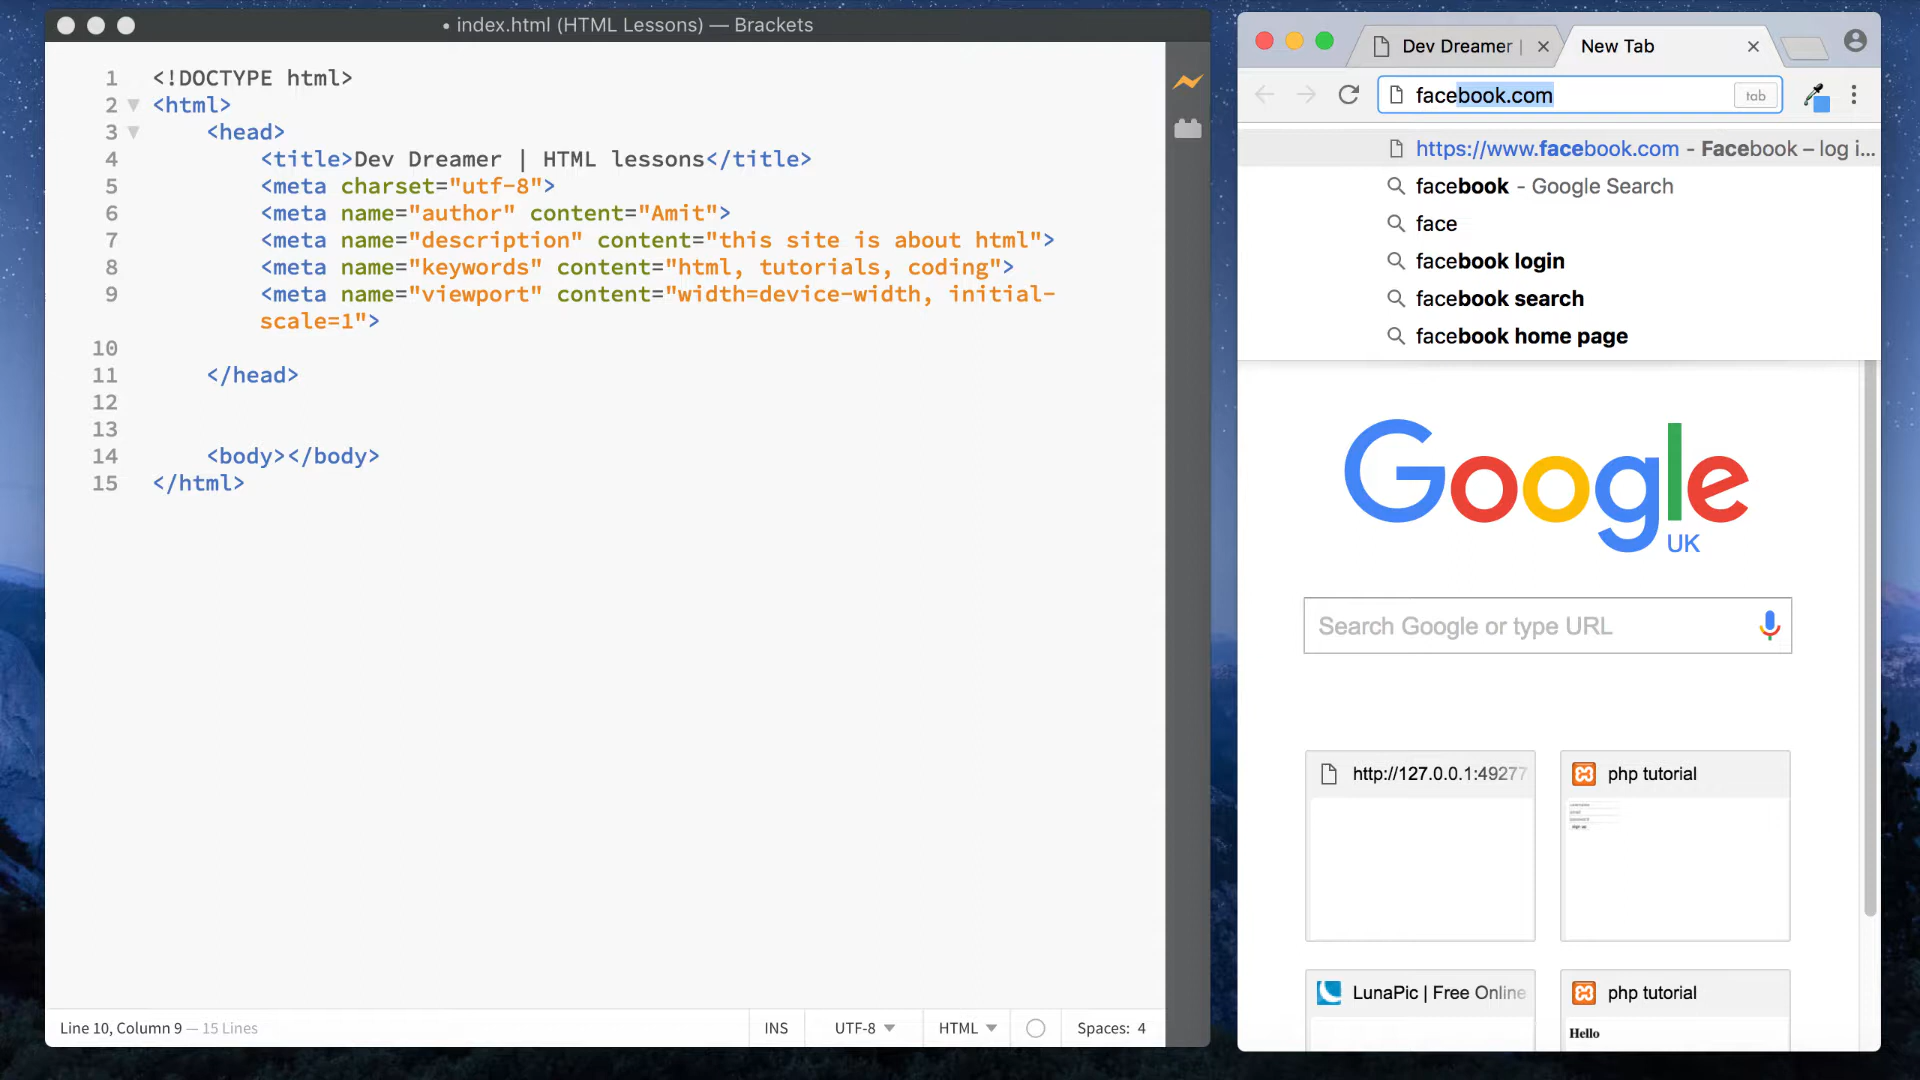 • index.html (HTML Lessons) — Brackets
1 <!DOCTYPE html>
2 <html>
3 <head>
4 <title>Dev Dreamer | HTML lessons</title>
5 <meta charset="utf-8">
6 <meta name="author" content="Amit">
7 <meta name="description" content="this site is about html">
8 <meta name="keywords" content="html, tutorials, coding">
9 <meta name="viewport" content="width=device-width, initial-
scale=1">
10
11 </head>
12
13
14 <body></body>
15 </html>
Line 10, Column 9 — 15 Lines
INS
UTF-8
HTML
Spaces: 4
Dev Dreamer |
New Tab
facebook.com
tab
https://www.facebook.com - Facebook – log i...
facebook - Google Search
face
facebook login
facebook search
facebook home page
Google
UK
Search Google or type URL
http://127.0.0.1:49277
php tutorial
LunaPic | Free Online
php tutorial
Hello